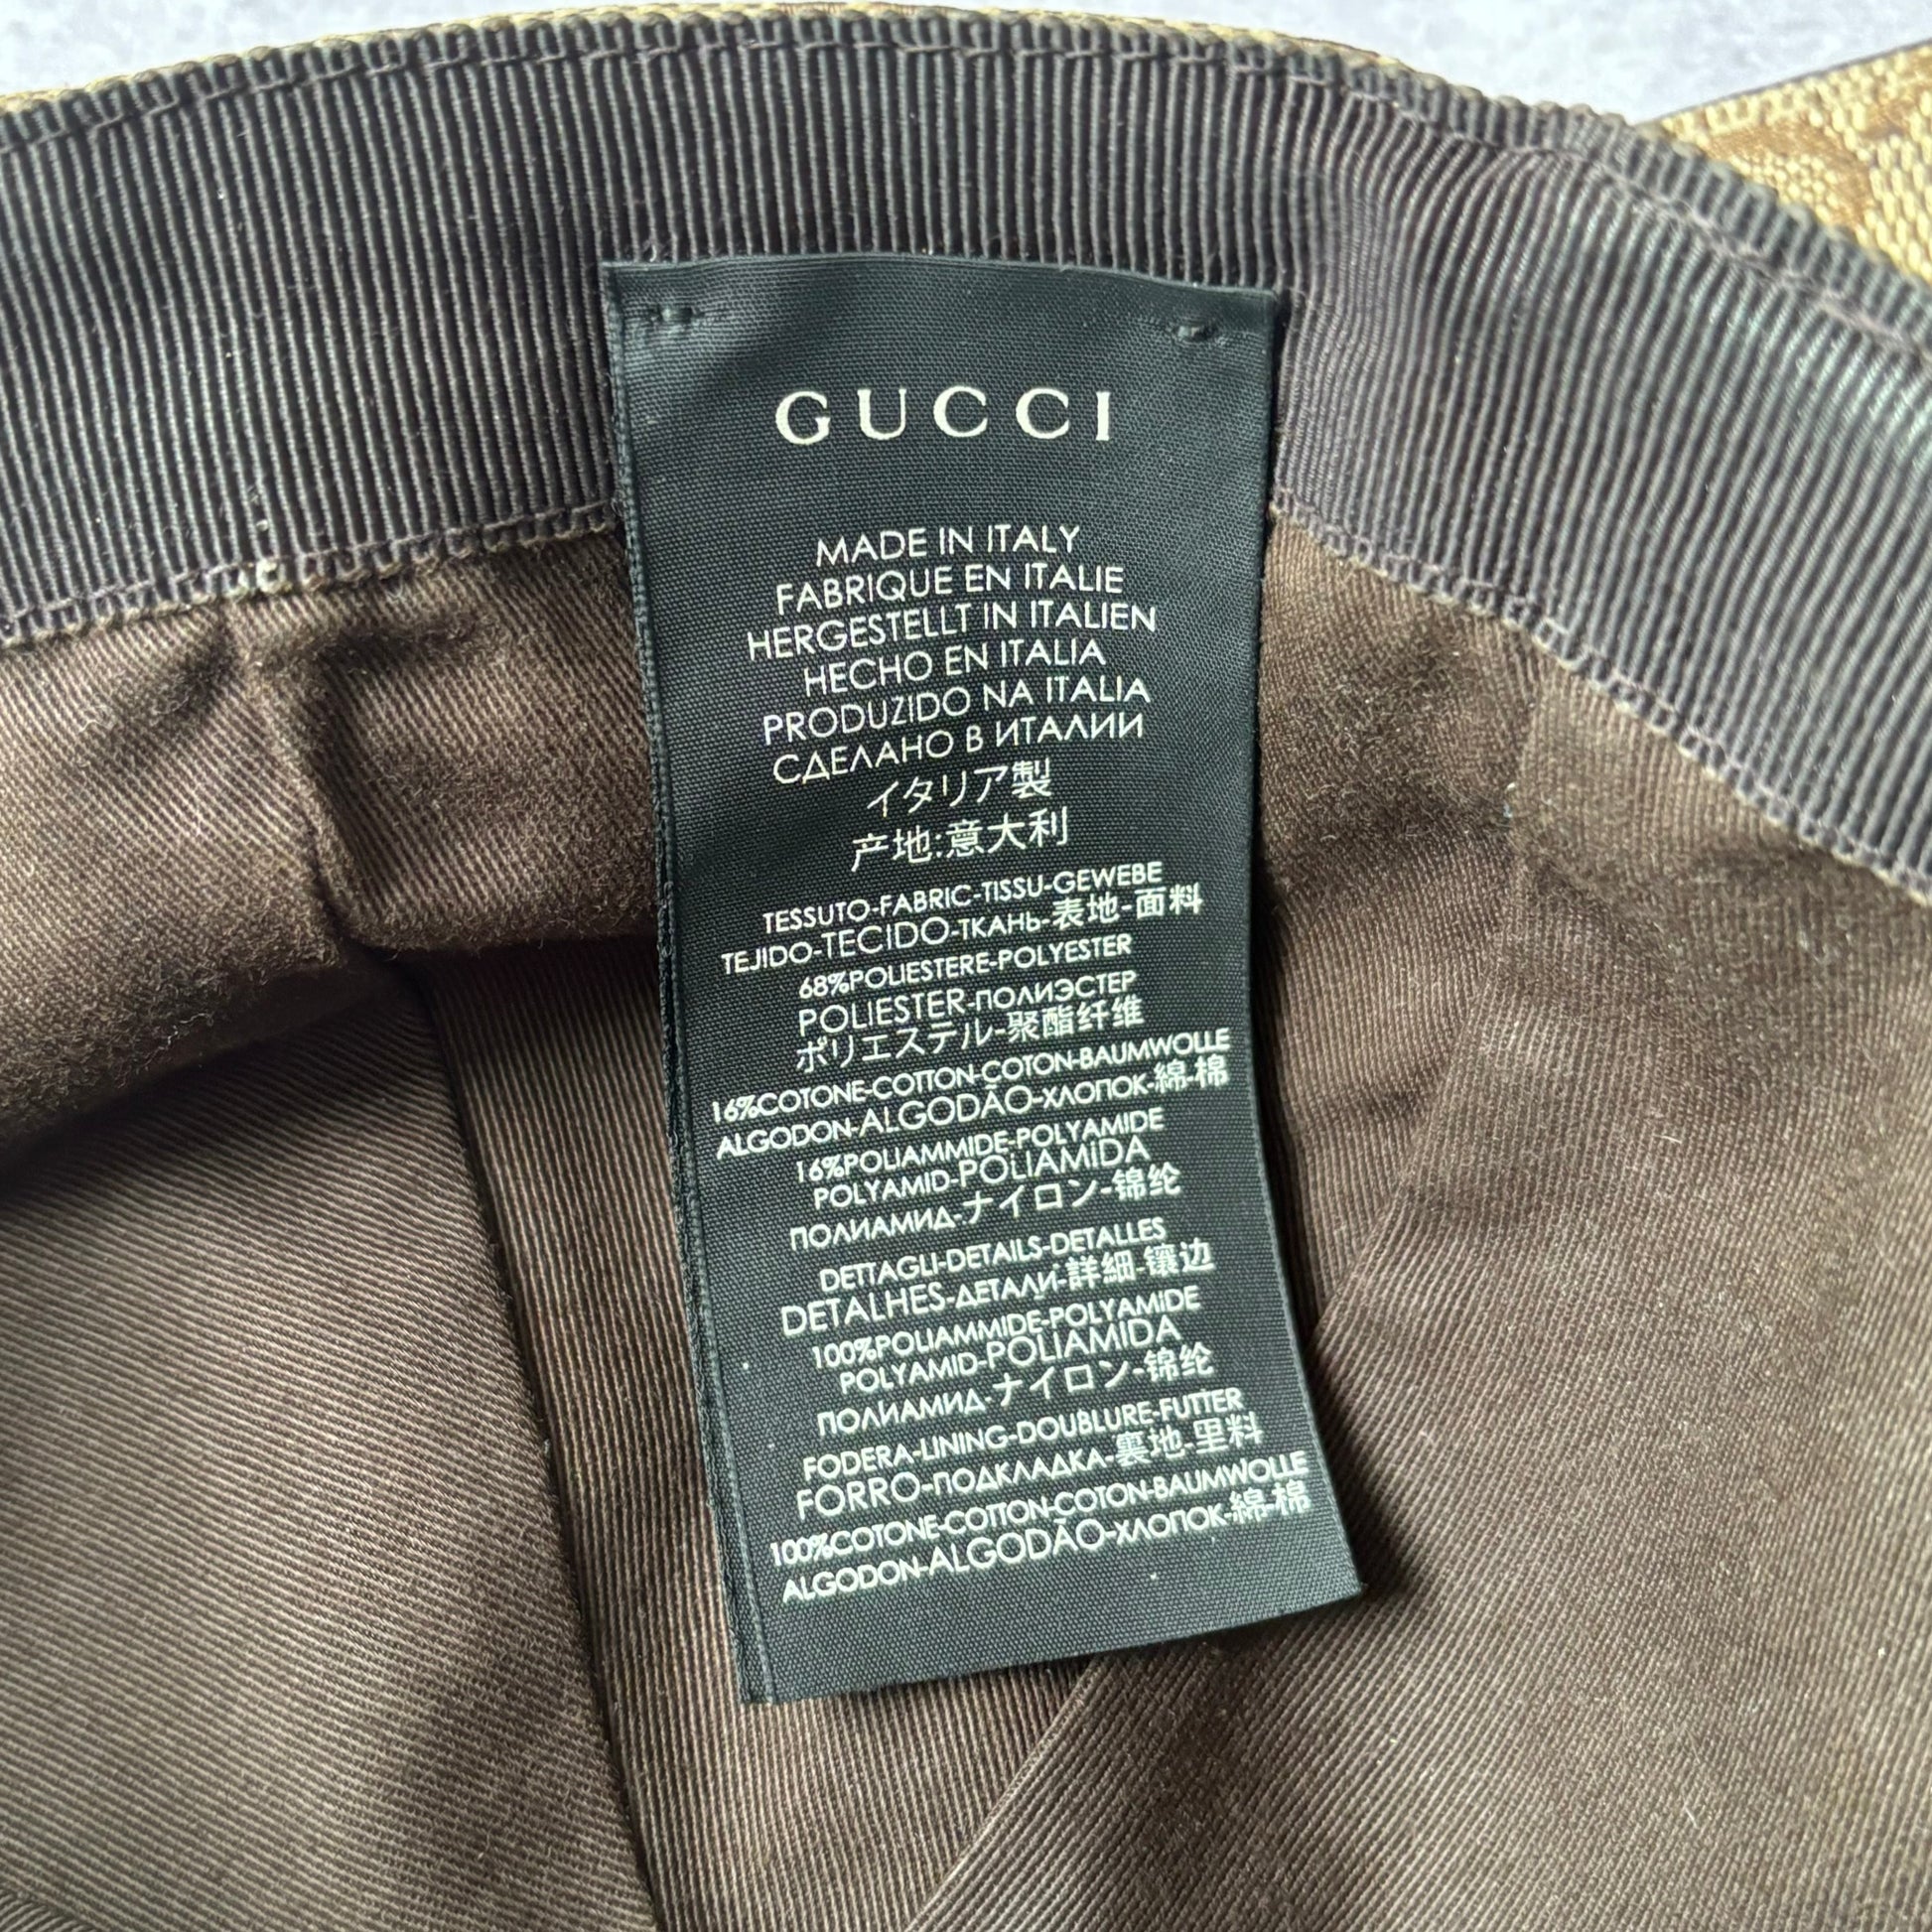 GUCCI
MADE IN ITALY
FABRIQUE EN ITALIE
HERGESTELLT IN ITALIEN
HECHO EN ITALIA
PRODUZIDO NA ITALIA
СДЕЛАНО В ИТАЛИИ
イタリア製
产地:意大利
TESSUTO-FABRIC-TISSU-GEWEBE
TEJIDO-TECIDO-ТКАНЬ-表地-面料
68%POLIESTERE-POLYESTER
POLIESTER-ПОЛИЭСТЕР
ポリエステル-聚酯纤维
16%COTONE-COTTON-COTON-BAUMWOLLE
ALGODON-ALGODÃO-ХЛОПОК-綿-棉
16%POLIAMMIDE-POLYAMIDE
POLYAMID-POLIAMIDA
ПОЛИАМИД-ナイロン-锦纶
DETTAGLI-DETAILS-DETALLES
DETALHES-ДЕТАЛИ-詳細-镶边
100%POLIAMMIDE-POLYAMIDE
POLYAMID-POLIAMIDA
ПОЛИАМИД-ナイロン-锦纶
FODERA-LINING-DOUBLURE-FUTTER
FORRO-ПОДКЛАДКА-裏地-里料
100%COTONE-COTTON-COTON-BAUMWOLLE
ALGODON-ALGODÃO-ХЛОПОК-綿-棉